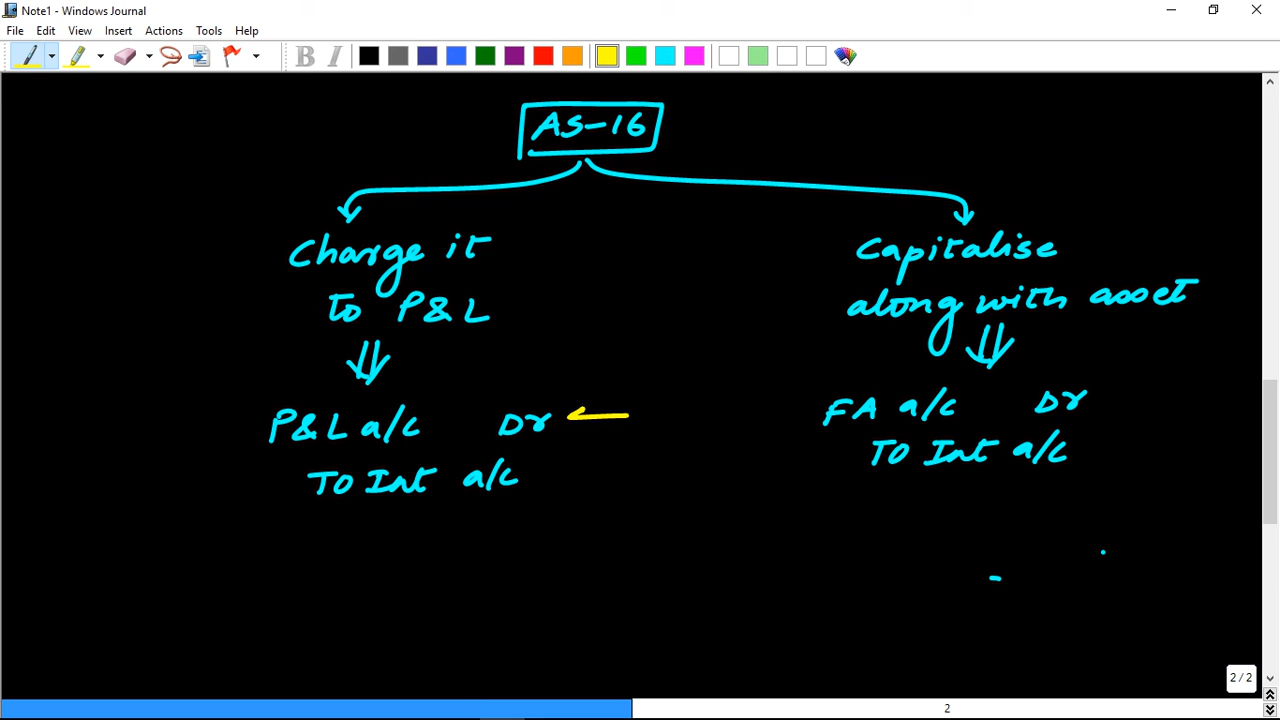 Note1 - Windows Journal
File Edit View Insert Actions Tools Help
B I
AS-16
Charge it
to P&L
P&L a/c Dr
To Int a/c
Capitalise
along with asset
FA a/c Dr
To Int a/c
2 / 2
2